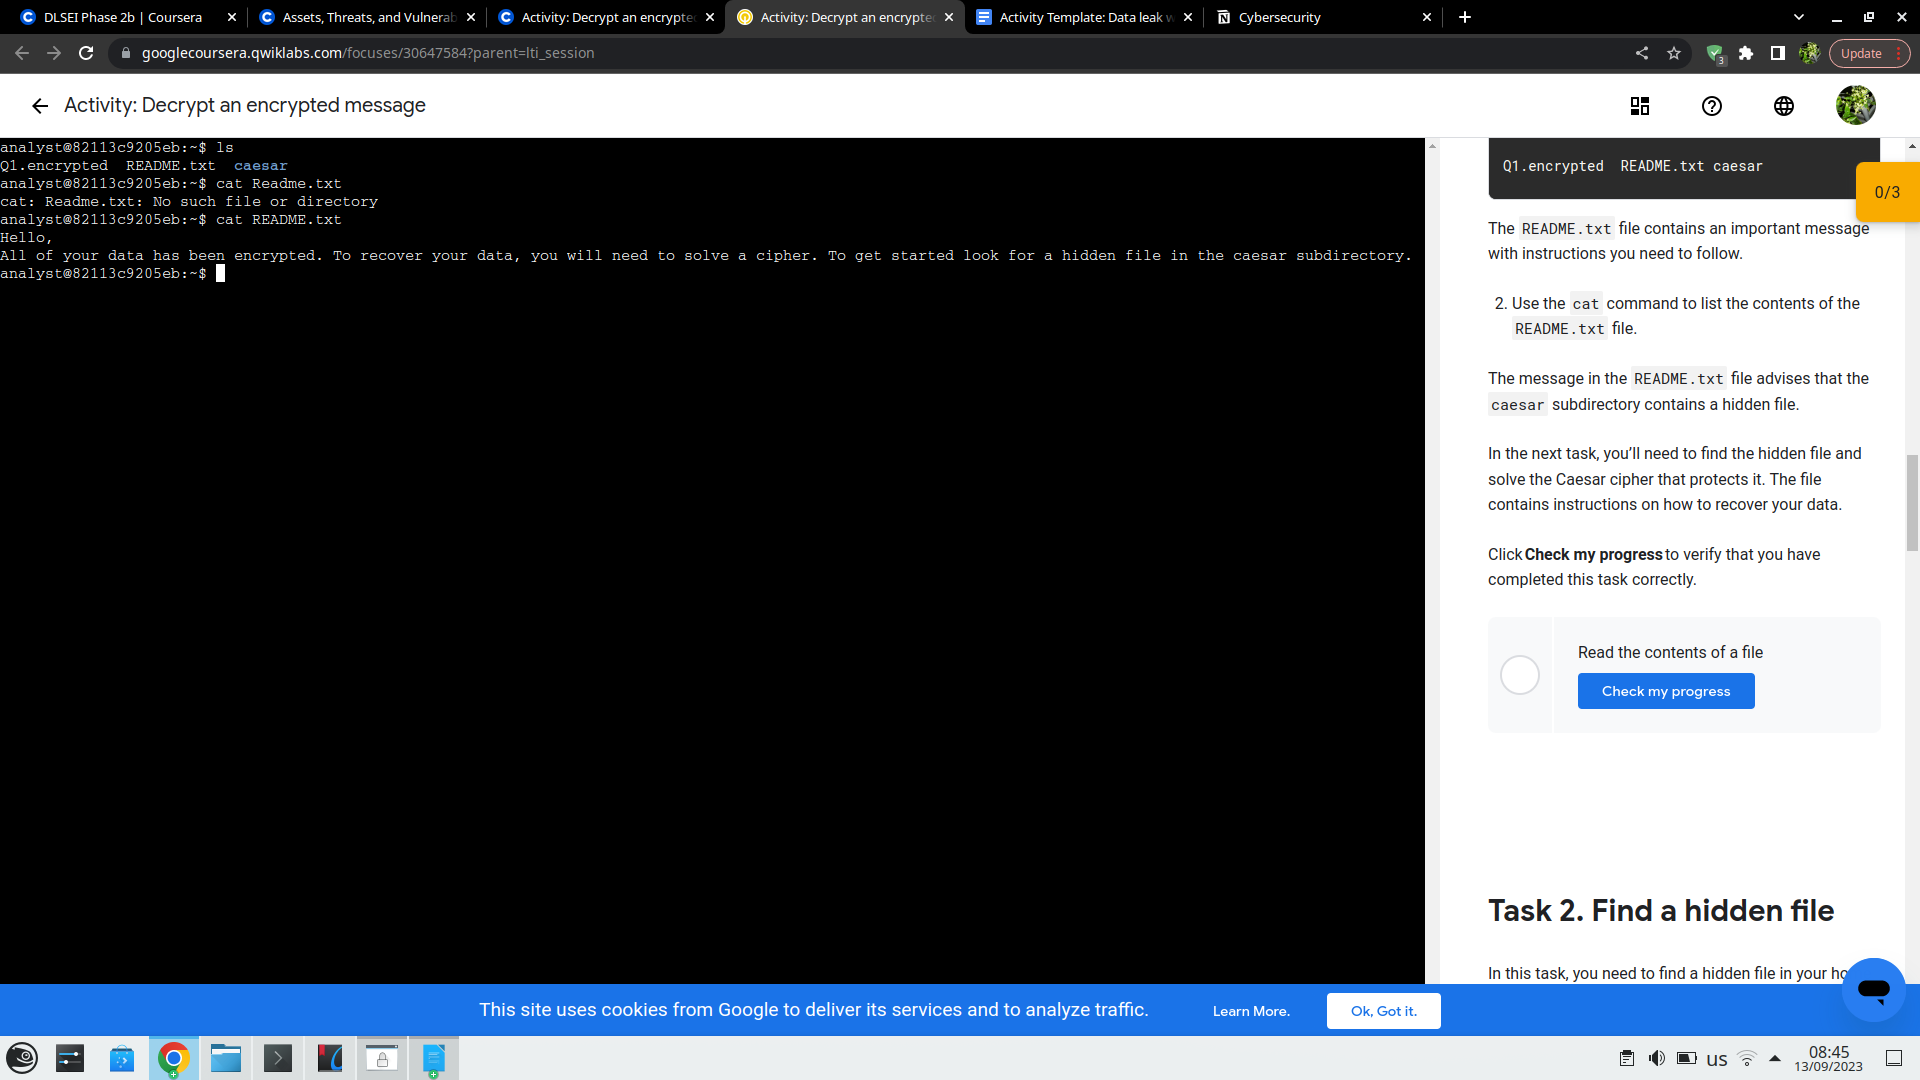 DLSEI Phase 2b | Coursera
Assets, Threats, and Vulnerab
Activity: Decrypt an encrypte
Activity: Decrypt an encrypte
Activity Template: Data leak w
Cybersecurity
googlecoursera.qwiklabs.com/focuses/30647584?parent=lti_session
3
Update
Activity: Decrypt an encrypted message
analyst@82113c9205eb:~$ ls
Q1.encrypted README.txt caesar
analyst@82113c9205eb:~$ cat Readme.txt
cat: Readme.txt: No such file or directory
analyst@82113c9205eb:~$ cat README.txt
Hello,
All of your data has been encrypted. To recover your data, you will need to solve a cipher. To get started look for a hidden file in the caesar subdirectory.
analyst@82113c9205eb:~$
Q1.encrypted README.txt caesar
0/3
The README.txt file contains an important message
with instructions you need to follow.
2. Use the cat command to list the contents of the
README.txt file.
The message in the README.txt file advises that the
caesar subdirectory contains a hidden file.
In the next task, you’ll need to find the hidden file and
solve the Caesar cipher that protects it. The file
contains instructions on how to recover your data.
Click Check my progress to verify that you have
completed this task correctly.
Read the contents of a file
Check my progress
Task 2. Find a hidden file
In this task, you need to find a hidden file in your ho
This site uses cookies from Google to deliver its services and to analyze traffic.
Learn More.
Ok, Got it.
us
08:45
13/09/2023